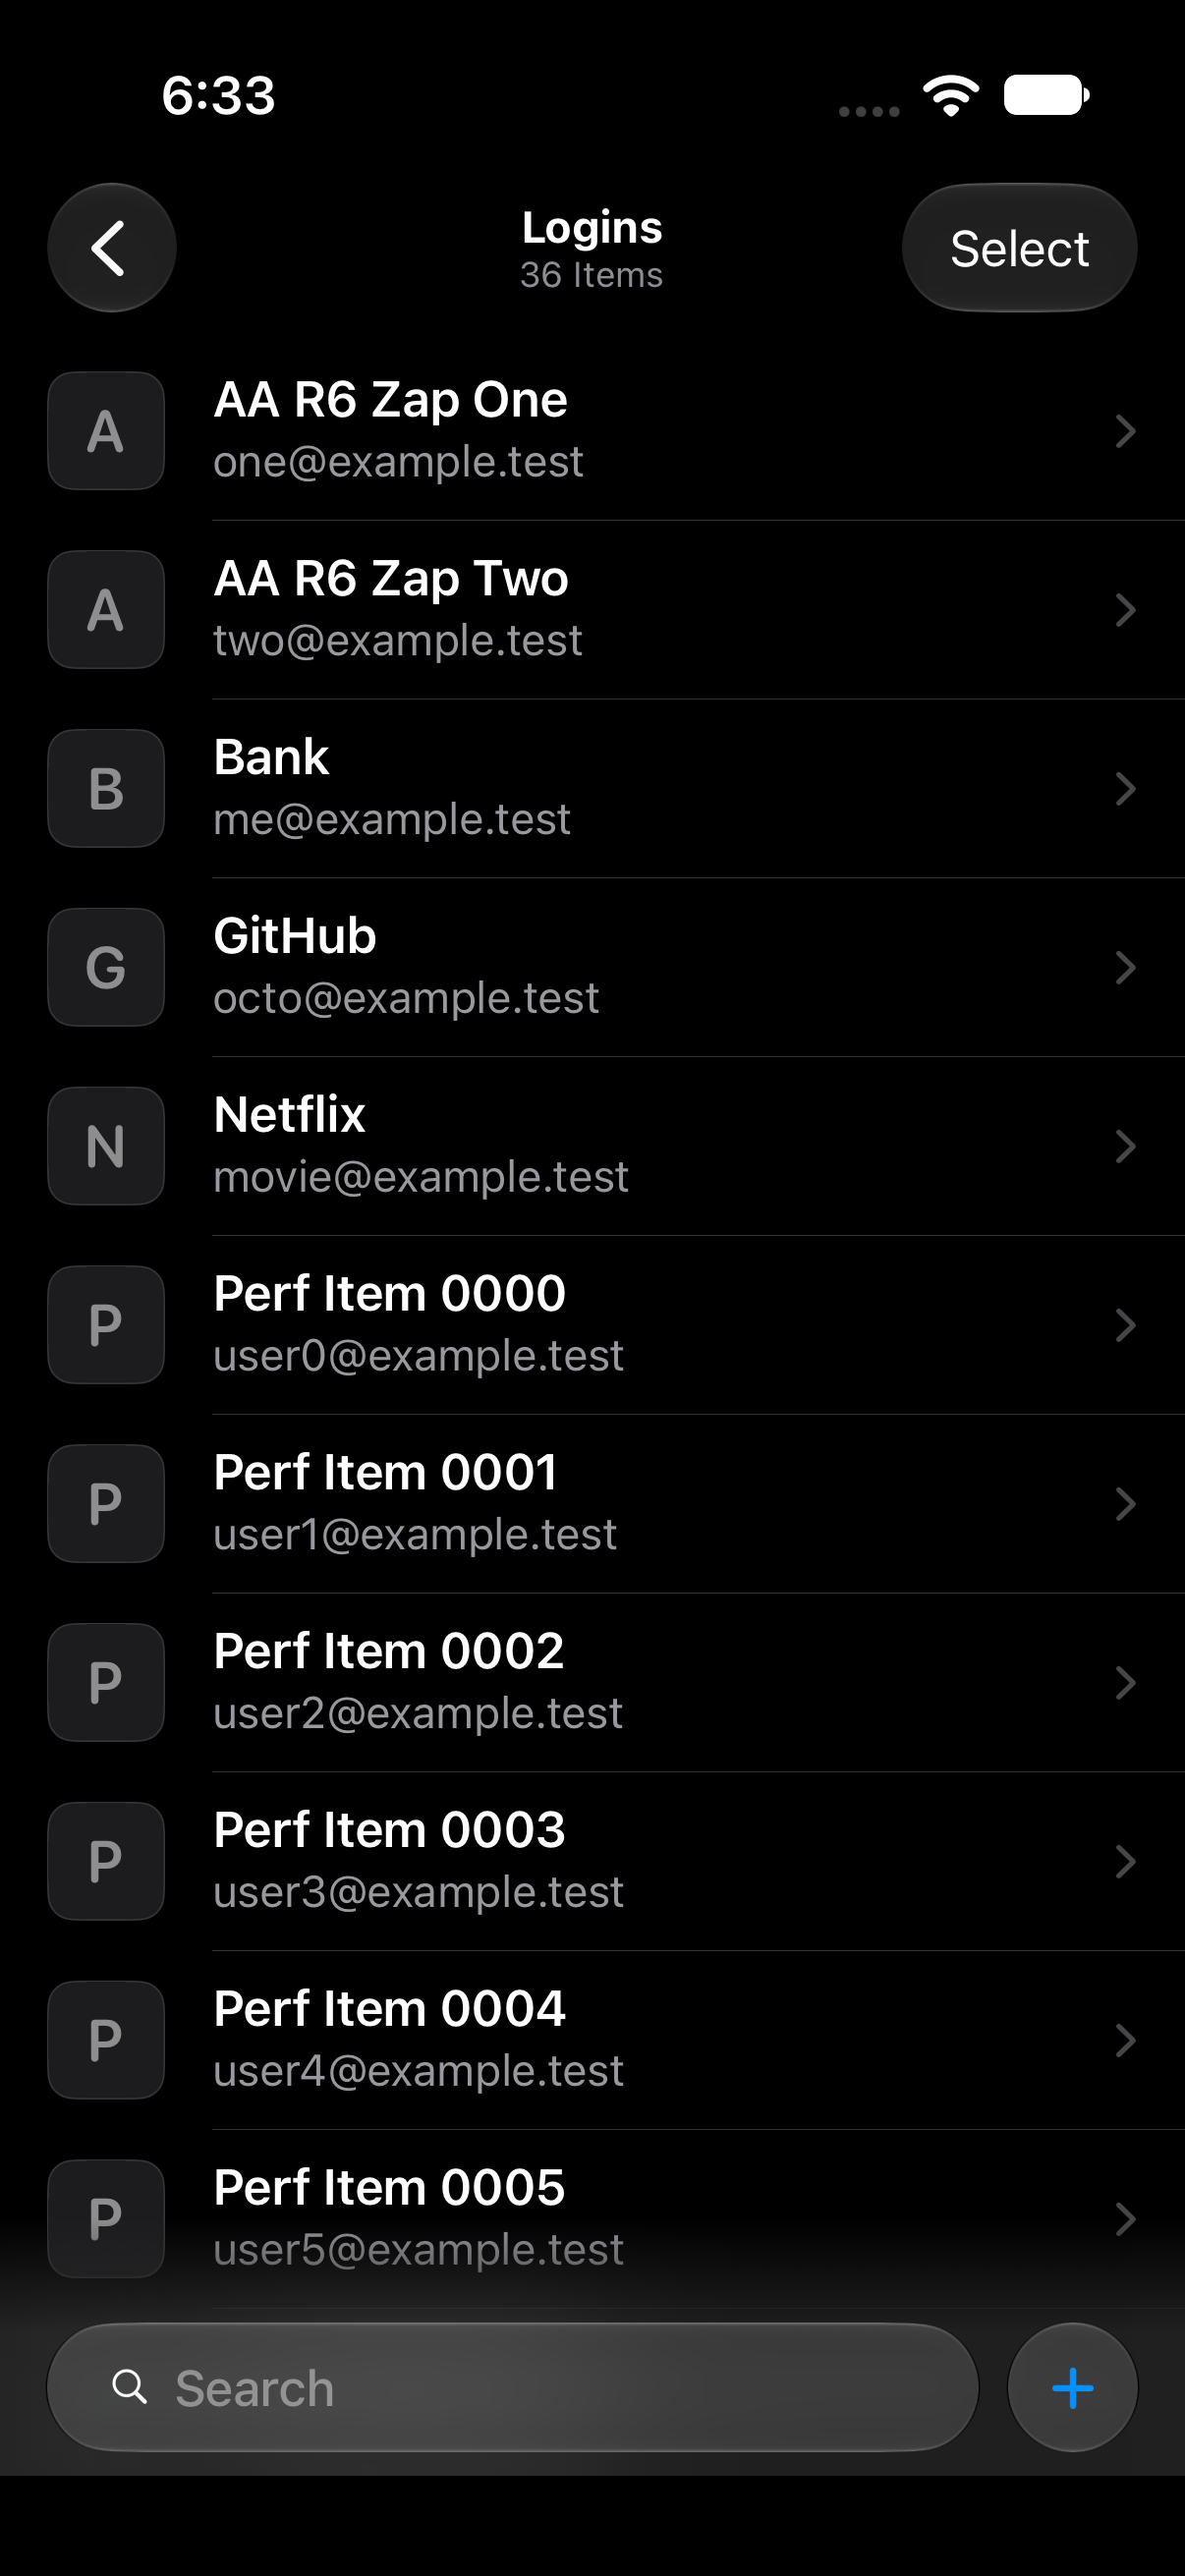 6:33
Logins
36 Items
Select
A
AA R6 Zap One
one@example.test
A
AA R6 Zap Two
two@example.test
B
Bank
me@example.test
G
GitHub
octo@example.test
N
Netflix
movie@example.test
P
Perf Item 0000
user0@example.test
P
Perf Item 0001
user1@example.test
P
Perf Item 0002
user2@example.test
P
Perf Item 0003
user3@example.test
P
Perf Item 0004
user4@example.test
P
Perf Item 0005
user5@example.test
Search